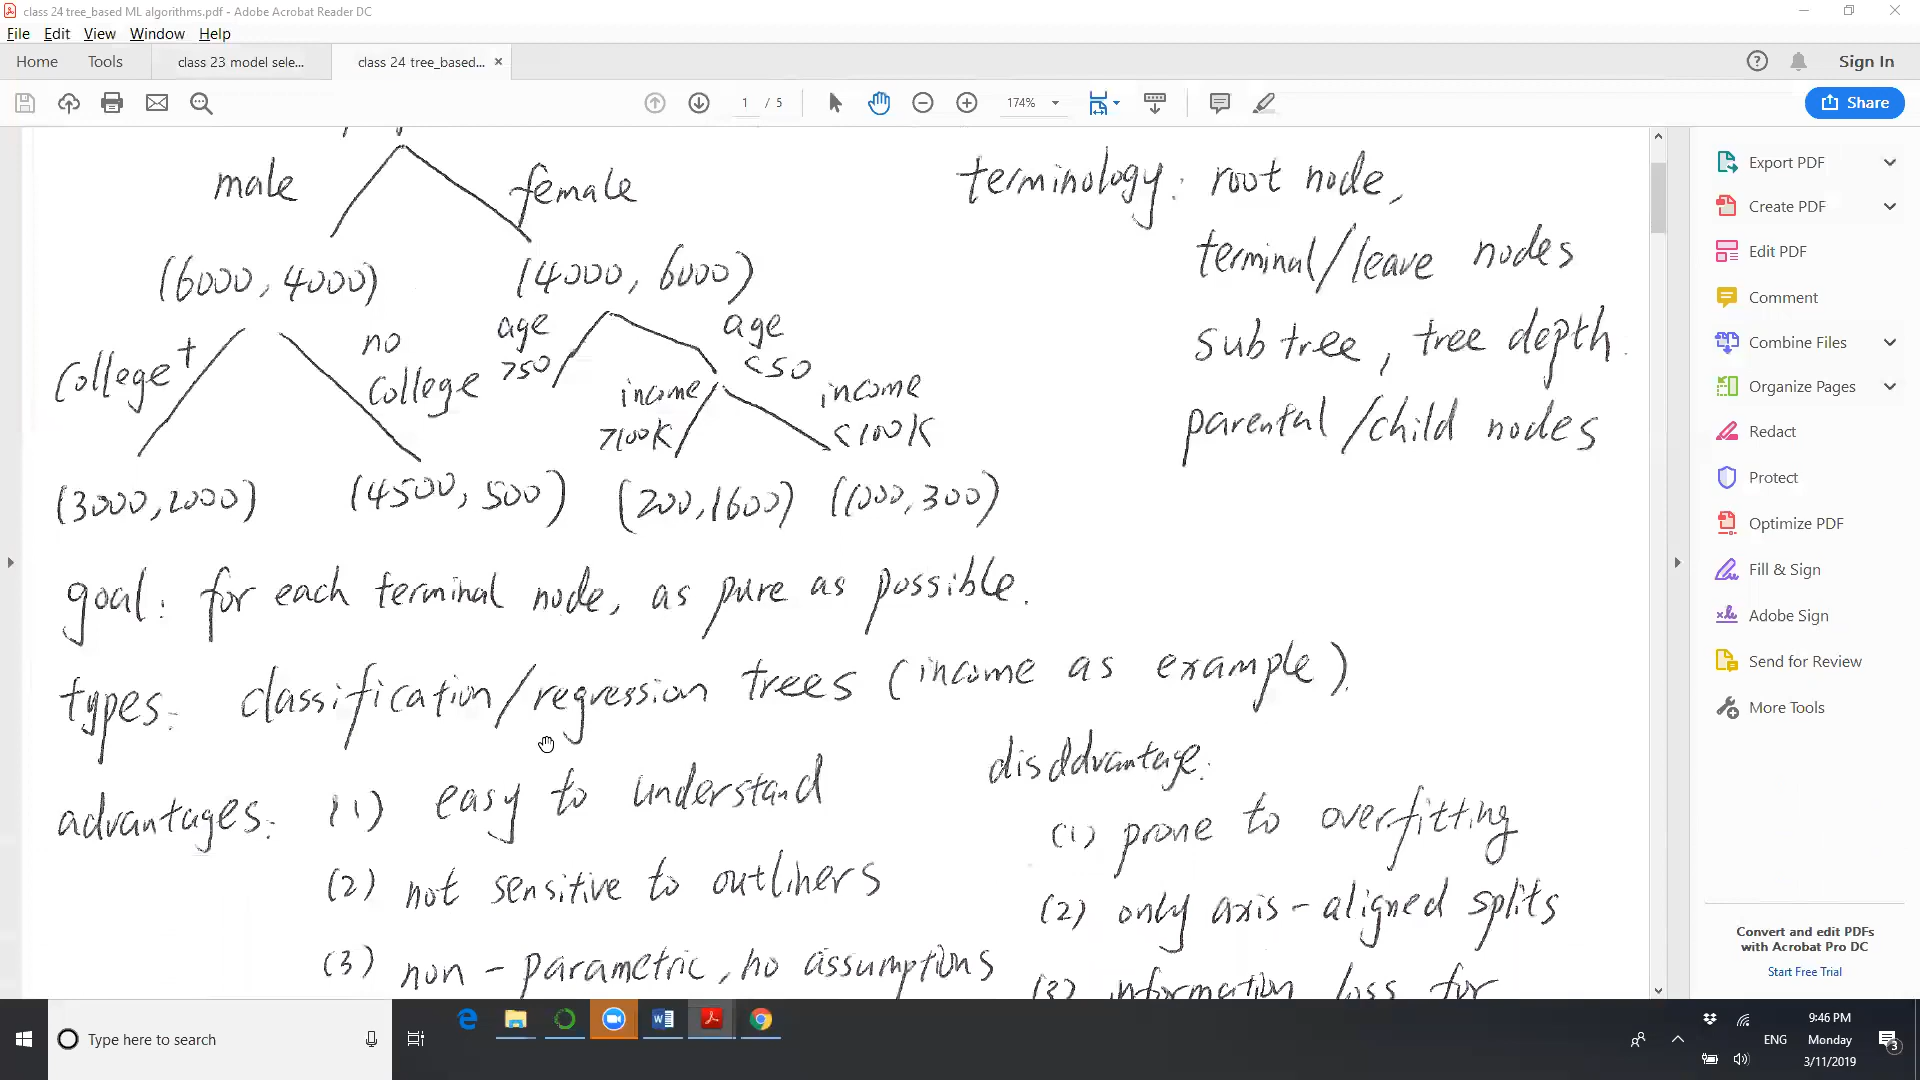 class 24 tree_based ML algorithms.pdf - Adobe Acrobat Reader DC
File Edit View Window Help
Home Tools class 23 model sele... class 24 tree_based... ×
1 / 5 174% Share
? Sign In
male female
(6000, 4000) (4000, 6000)
college+ no college age >50 age <50
income >100K income <100K
(3000, 2000) (4500, 500) (200, 1600) (1000, 300)
terminology: root node,
terminal/leave nodes
sub tree, tree depth.
parental/child nodes
goal: for each terminal node, as pure as possible.
types: classification/regression trees (income as example).
advantages: (1) easy to understand
(2) not sensitive to outliners
(3) non-parametric, no assumptions
disddvantage.
(1) prone to overfitting
(2) only axis-aligned splits
(3) information loss for
Export PDF
Create PDF
Edit PDF
Comment
Combine Files
Organize Pages
Redact
Protect
Optimize PDF
Fill & Sign
Adobe Sign
Send for Review
More Tools
Convert and edit PDFs
with Acrobat Pro DC
Start Free Trial
Type here to search
ENG
9:46 PM
Monday
3/11/2019
3